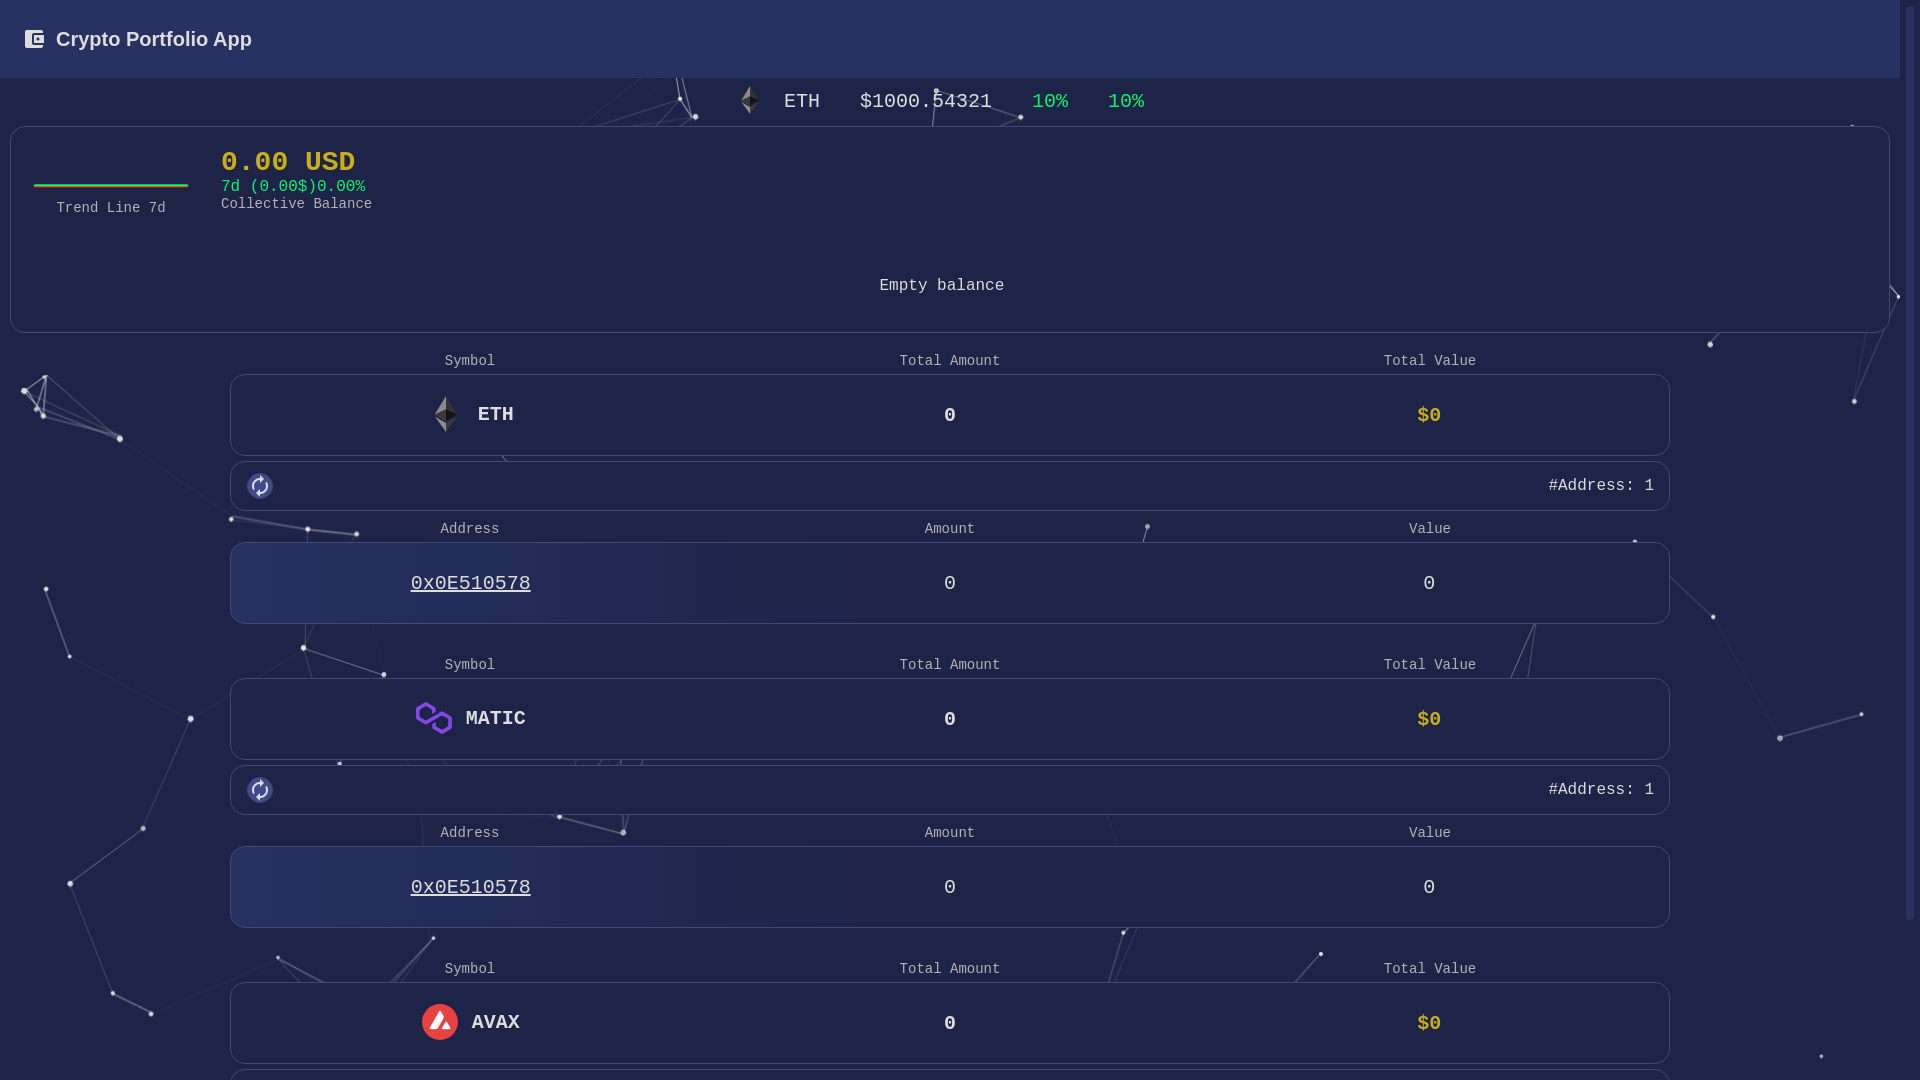 Crypto Portfolio App
ETH $1000.54321 10% 10%
0.00 USD
7d (0.00$)0.00%
Collective Balance
Trend Line 7d
Empty balance
Symbol Total Amount Total Value
ETH 0 $0
#Address: 1
Address Amount Value
0x0E510578 0 0
Symbol Total Amount Total Value
MATIC 0 $0
#Address: 1
Address Amount Value
0x0E510578 0 0
Symbol Total Amount Total Value
AVAX 0 $0